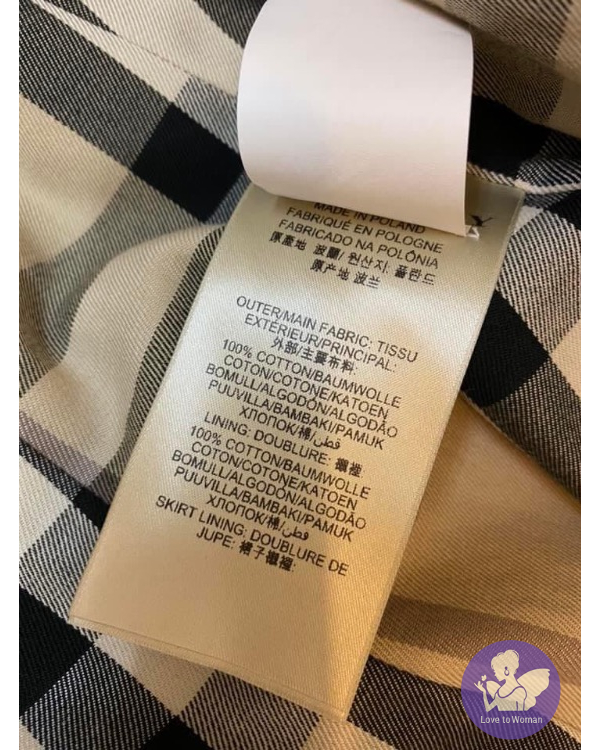 Y
MADE IN POLAND
FABRIQUÉ EN POLOGNE
FABRICADO NA POLÓNIA
原產地 波蘭/ 원산지: 폴란드
原产地 波兰
OUTER/MAIN FABRIC: TISSU
EXTÉRIEUR/PRINCIPAL:
外部/主要布料:
100% COTTON/BAUMWOLLE
COTON/COTONE/KATOEN
BOMULL/ALGODÓN/ALGODÃO
PUUVILLA/BAMBAKI/PAMUK
ХЛОПОК/棉/قطن
LINING: DOUBLURE: 襯裡:
100% COTTON/BAUMWOLLE
COTON/COTONE/KATOEN
BOMULL/ALGODÓN/ALGODÃO
PUUVILLA/BAMBAKI/PAMUK
ХЛОПОК/棉/قطن
SKIRT LINING: DOUBLURE DE
JUPE: 裙子襯裡:
Love to Woman